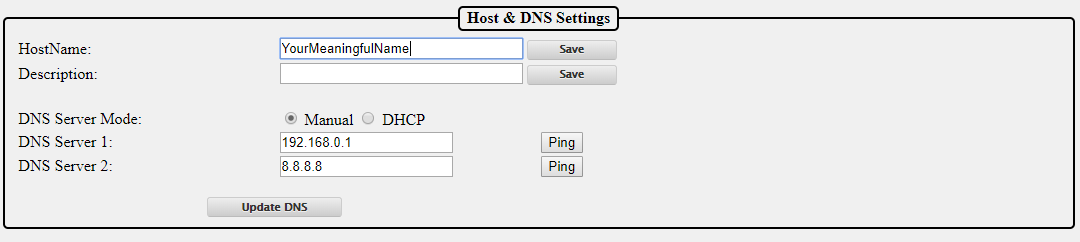 Host & DNS Settings
HostName: YourMeaningfulName Save
Description: Save
DNS Server Mode: Manual DHCP
DNS Server 1: 192.168.0.1 Ping
DNS Server 2: 8.8.8.8 Ping
Update DNS